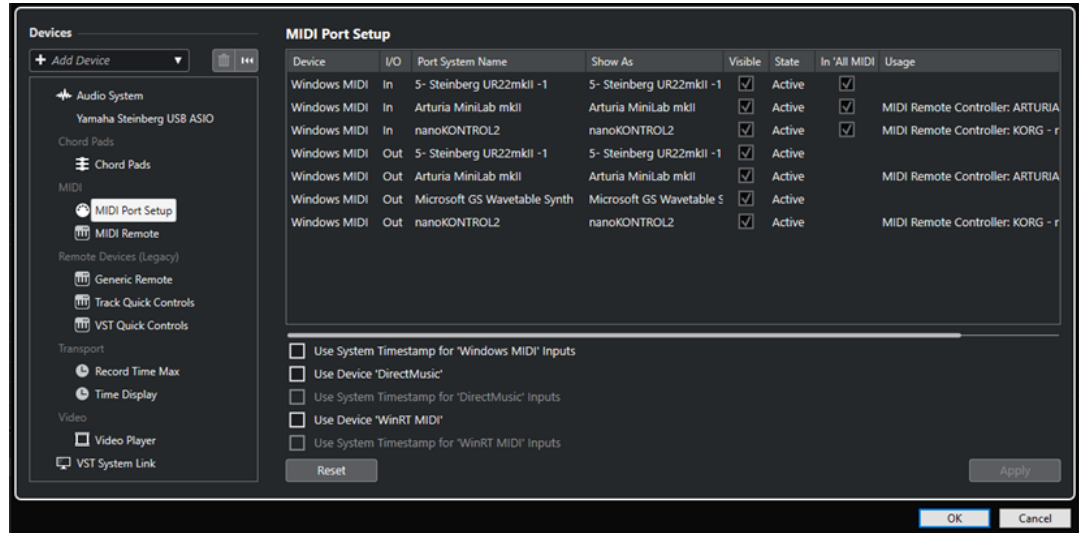 Devices
+ Add Device
Audio System
Yamaha Steinberg USB ASIO
Chord Pads
Chord Pads
MIDI
MIDI Port Setup
MIDI Remote
Remote Devices (Legacy)
Generic Remote
Track Quick Controls
VST Quick Controls
Transport
Record Time Max
Time Display
Video
Video Player
VST System Link
MIDI Port Setup
Device I/O Port System Name Show As Visible State In 'All MIDI Usage
Windows MIDI In 5- Steinberg UR22mkII -1 5- Steinberg UR22mkII -1 Active
Windows MIDI In Arturia MiniLab mkII Arturia MiniLab mkII Active MIDI Remote Controller: ARTURIA
Windows MIDI In nanoKONTROL2 nanoKONTROL2 Active MIDI Remote Controller: KORG - r
Windows MIDI Out 5- Steinberg UR22mkII -1 5- Steinberg UR22mkII -1 Active
Windows MIDI Out Arturia MiniLab mkII Arturia MiniLab mkII Active MIDI Remote Controller: ARTURIA
Windows MIDI Out Microsoft GS Wavetable Synth Microsoft GS Wavetable S Active
Windows MIDI Out nanoKONTROL2 nanoKONTROL2 Active MIDI Remote Controller: KORG - r
Use System Timestamp for 'Windows MIDI' Inputs
Use Device 'DirectMusic'
Use System Timestamp for 'DirectMusic' Inputs
Use Device 'WinRT MIDI'
Use System Timestamp for 'WinRT MIDI' Inputs
Reset Apply
OK Cancel